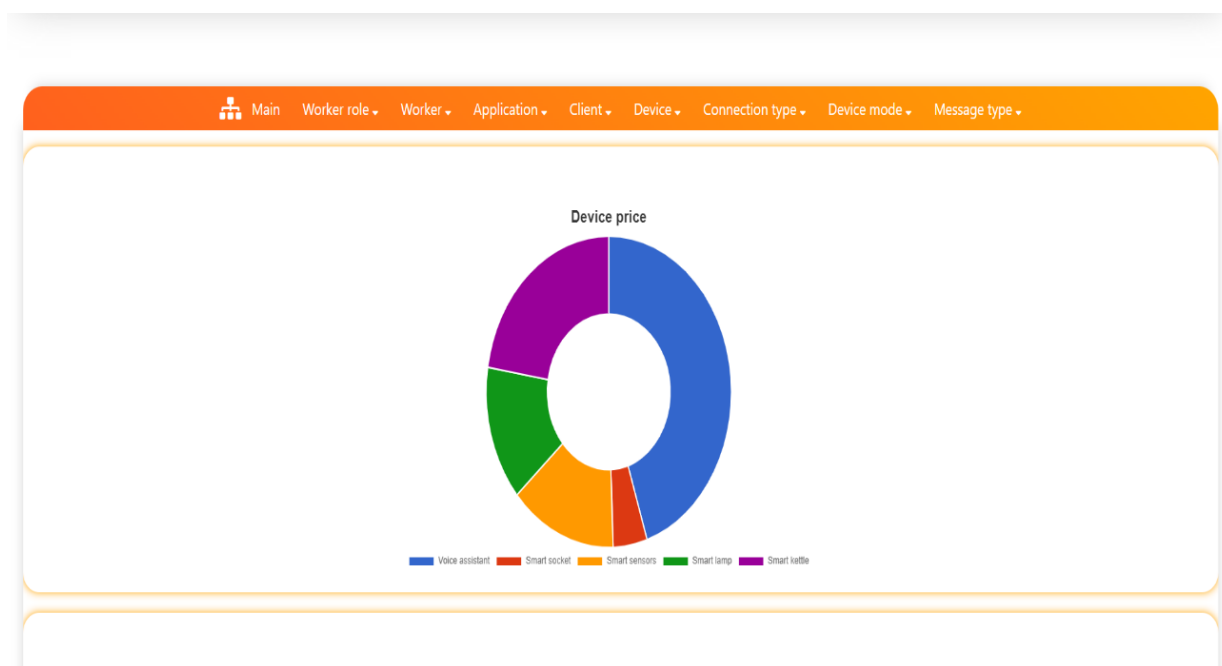 Main Worker role Worker Application Client Device Connection type Device mode Message type
Device price
Voice assistant Smart socket Smart sensors Smart lamp Smart kettle